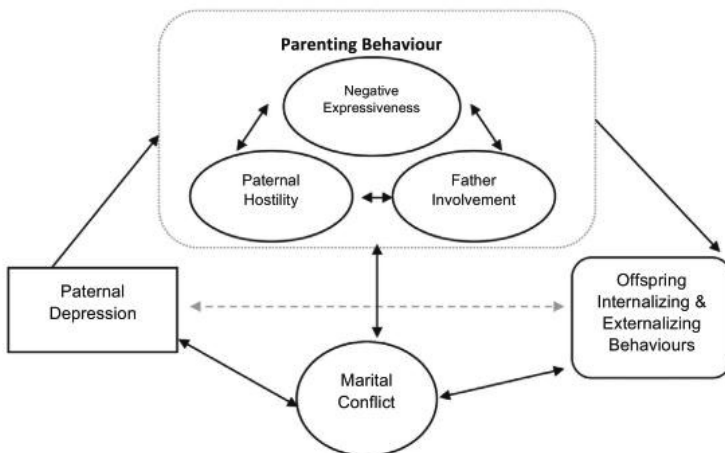 Parenting Behaviour
Negative
Expressiveness
Paternal
Hostility
Father
Involvement
Paternal
Depression
Offspring
Internalizing &
Externalizing
Behaviours
Marital
Conflict